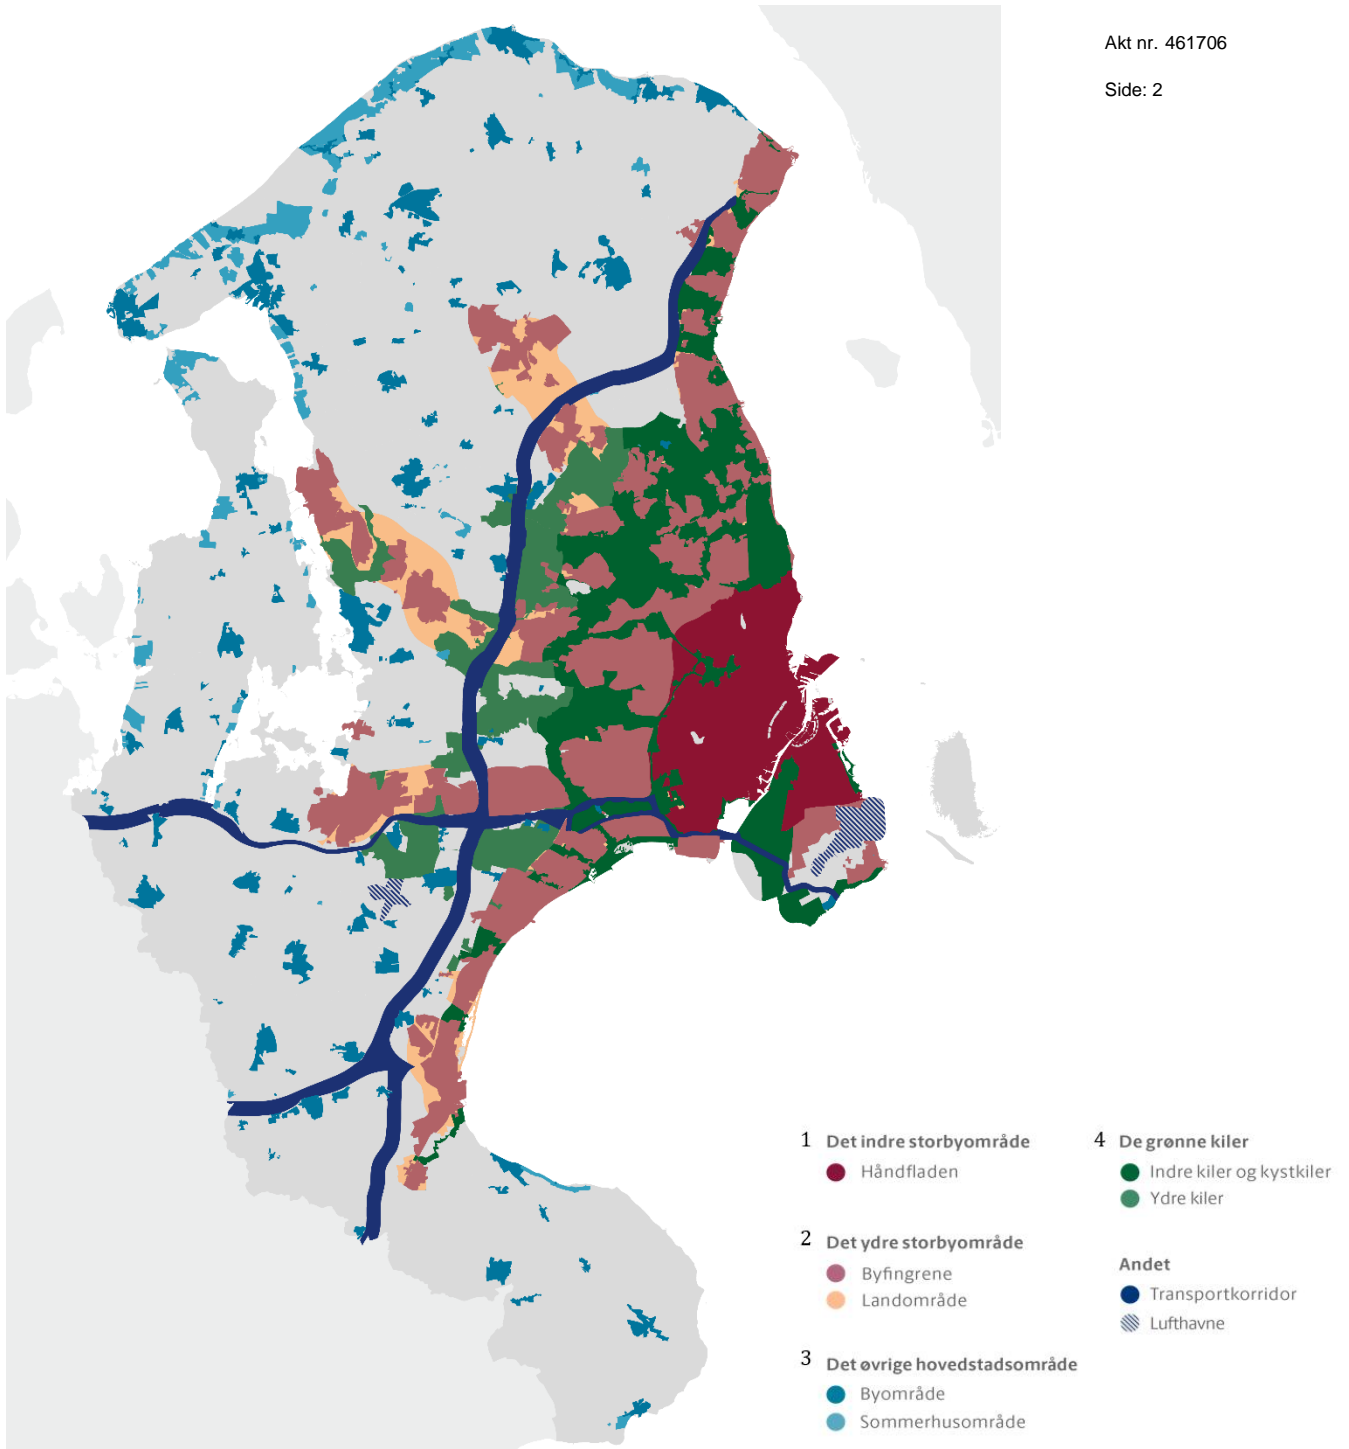 Akt nr. 461706
Side: 2
1 Det indre storbyområde
Håndfladen
2 Det ydre storbyområde
Byfingrene
Landområde
3 Det øvrige hovedstadsområde
Byområde
Sommerhusområde
4 De grønne kiler
Indre kiler og kystkiler
Ydre kiler
Andet
Transportkorridor
Lufthavne